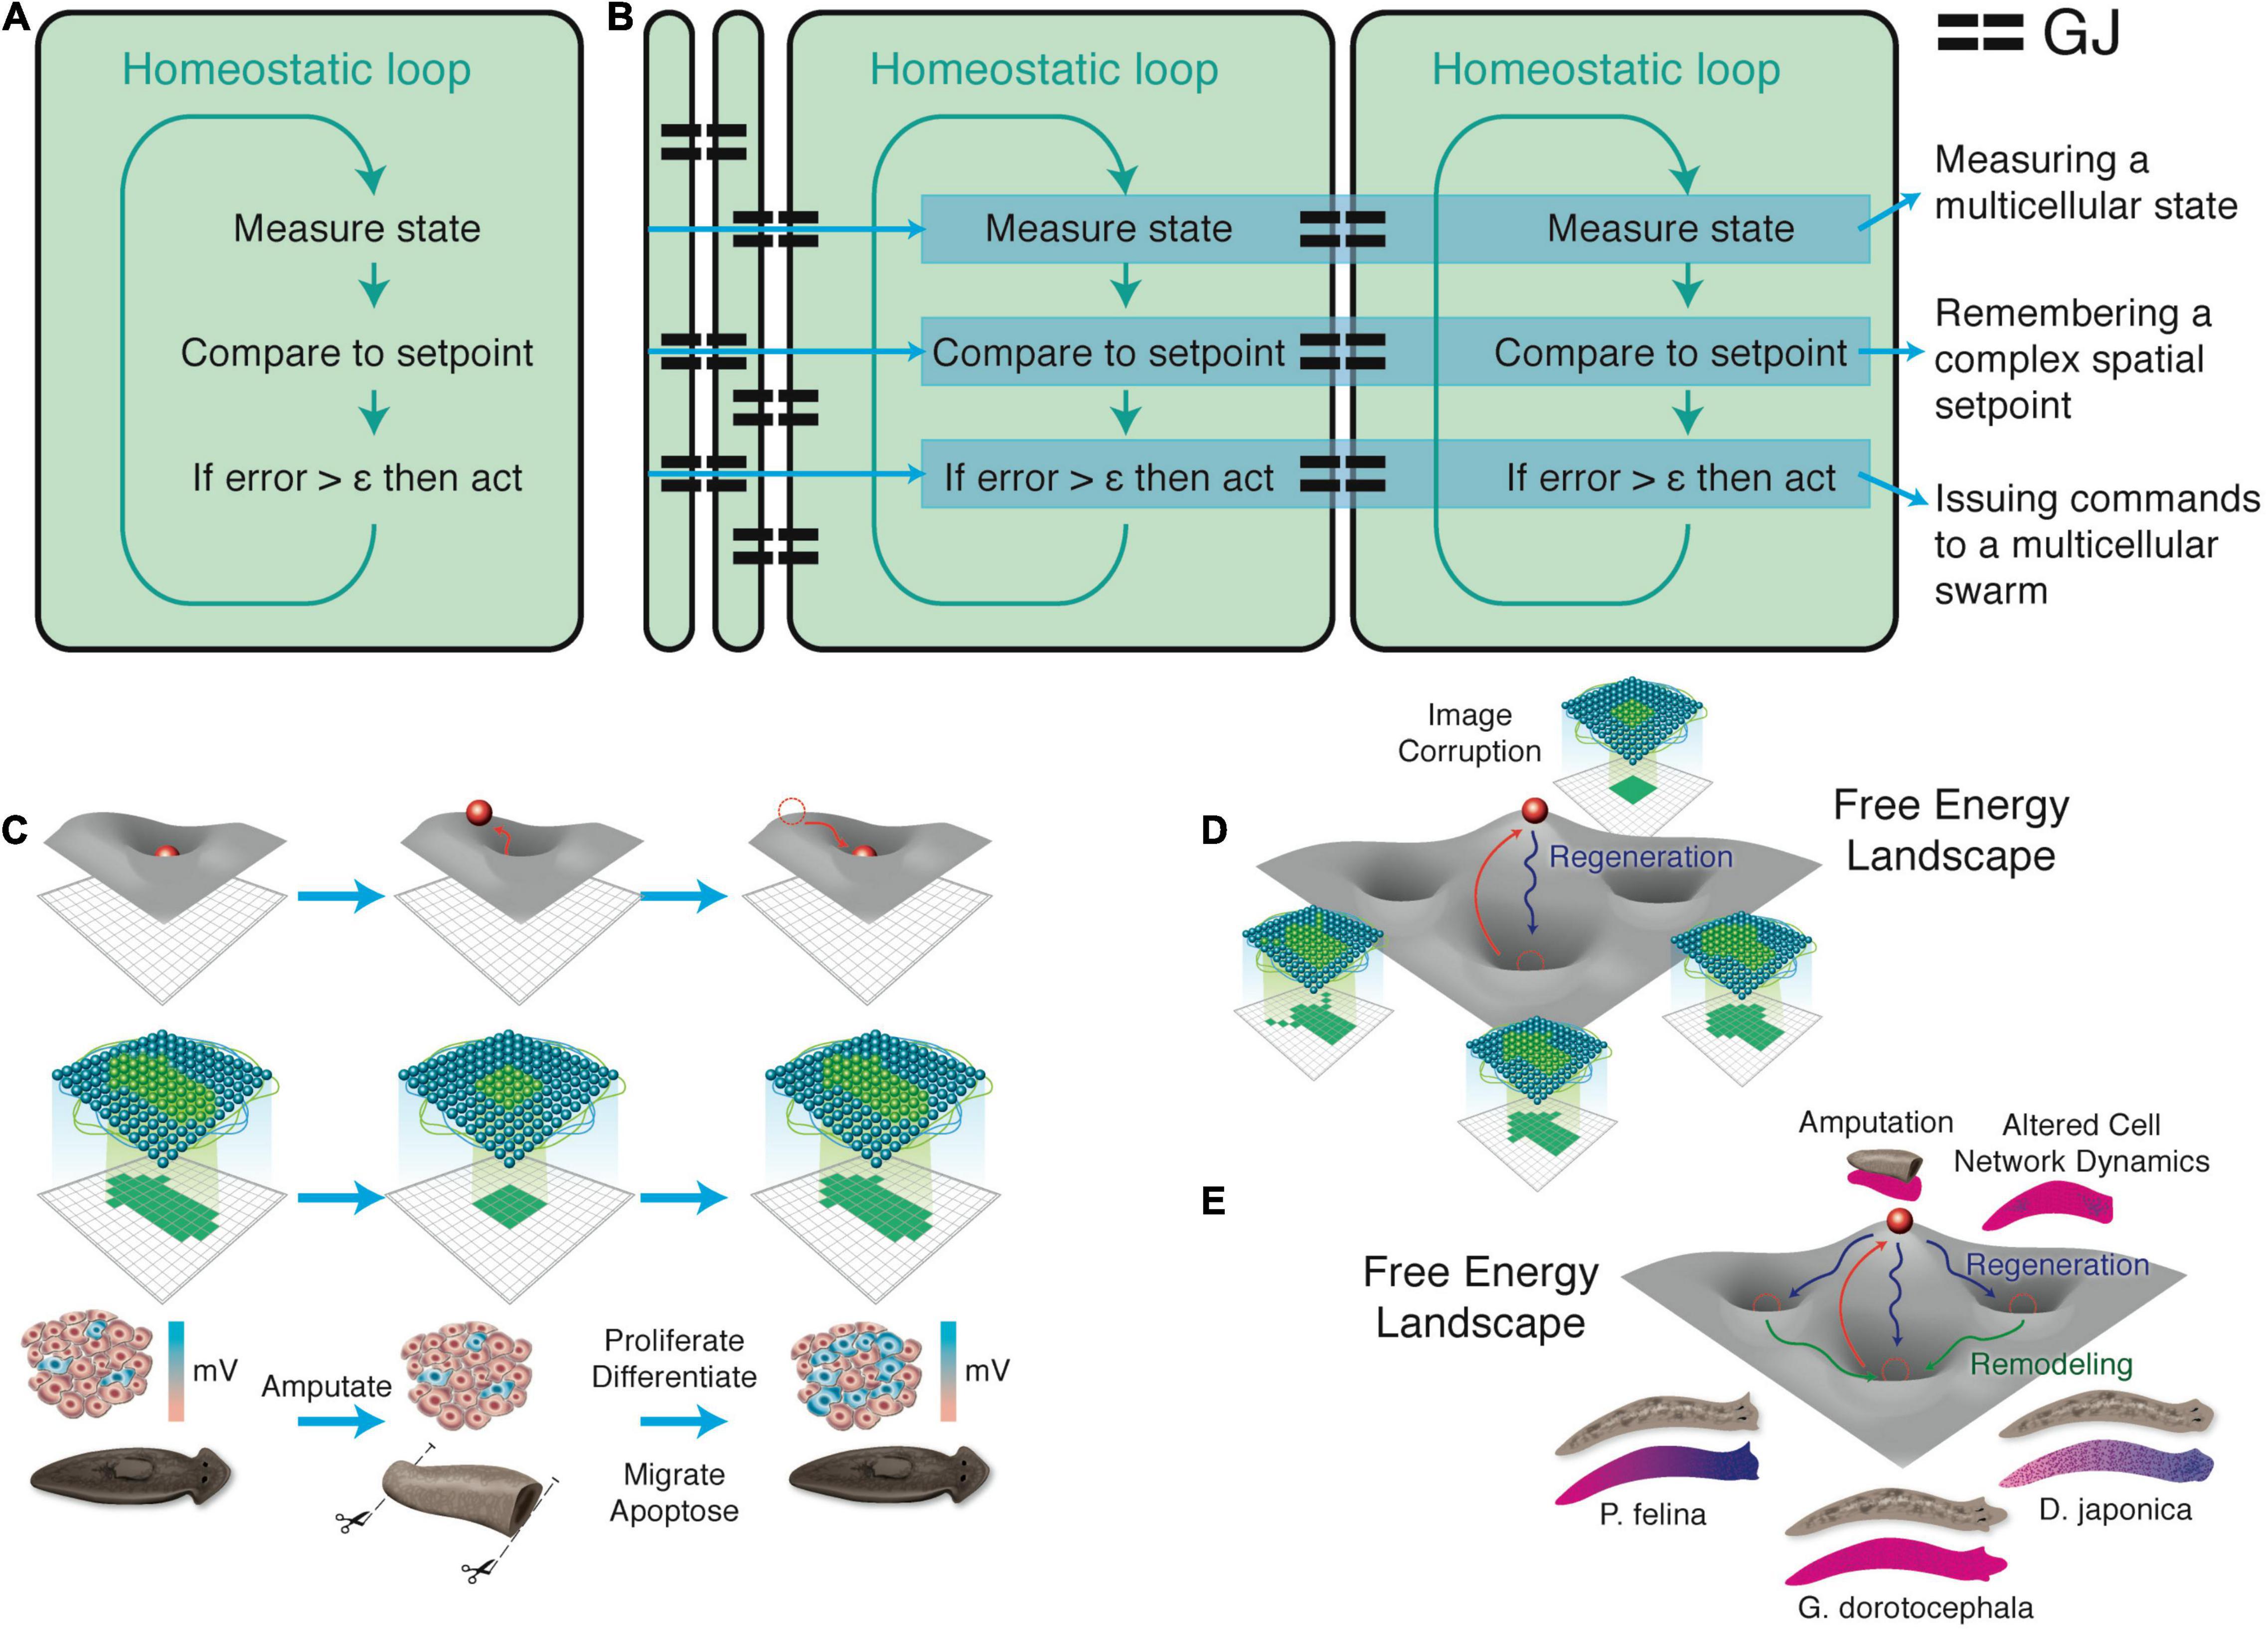 A
Homeostatic loop
Measure state
Compare to setpoint
If error > ε then act
B
Homeostatic loop
Measure state
Compare to setpoint
If error > ε then act
Homeostatic loop
Measure state
Compare to setpoint
If error > ε then act
GJ
Measuring a
multicellular state
Remembering a
complex spatial
setpoint
Issuing commands
to a multicellular
swarm
C
mV
Amputate
Proliferate
Differentiate
Migrate
Apoptose
mV
D
Image
Corruption
Free Energy
Landscape
Regeneration
E
Amputation
Altered Cell
Network Dynamics
Free Energy
Landscape
Regeneration
Remodeling
P. felina
D. japonica
G. dorotocephala